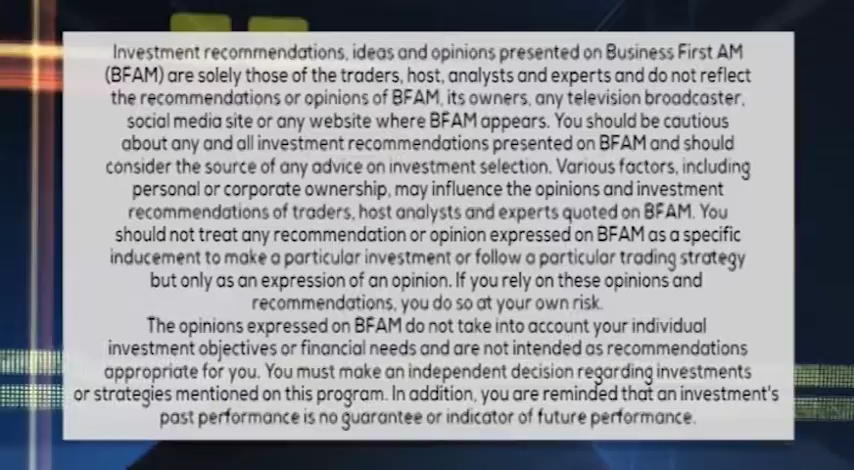 Investment recommendations, ideas and opinions presented on Business First AM
(BFAM) are solely those of the traders, host, analysts and experts and do not reflect
the recommendations or opinions of BFAM, its owners, any television broadcaster,
social media site or any website where BFAM appears. You should be cautious
about any and all investment recommendations presented on BFAM and should
consider the source of any advice on investment selection. Various factors, including
personal or corporate ownership, may influence the opinions and investment
recommendations of traders, host analysts and experts quoted on BFAM. You
should not treat any recommendation or opinion expressed on BFAM as a specific
inducement to make a particular investment or follow a particular trading strategy
but only as an expression of an opinion. If you rely on these opinions and
recommendations, you do so at your own risk.
The opinions expressed on BFAM do not take into account your individual
investment objectives or financial needs and are not intended as recommendations
appropriate for you. You must make an independent decision regarding investments
or strategies mentioned on this program. In addition, you are reminded that an investment's
past performance is no guarantee or indicator of future performance.